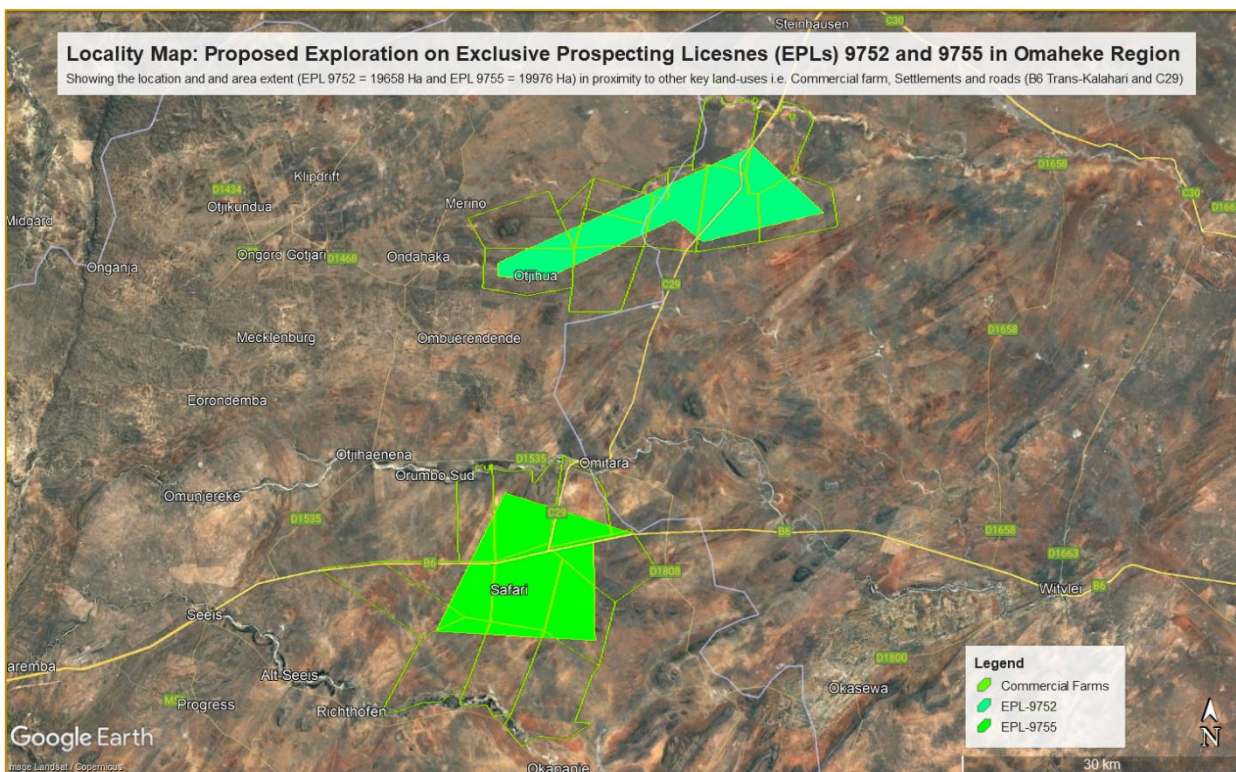 Steinhausen
C30
Locality Map: Proposed Exploration on Exclusive Prospecting Licesnes (EPLs) 9752 and 9755 in Omaheke Region
Showing the location and and area extent (EPL 9752 = 19658 Ha and EPL 9755 = 19976 Ha) in proximity to other key land-uses i.e. Commercial farm, Settlements and roads (B6 Trans-Kalahari and C29)
D1658
Klipdrift
D1434
Otjikundua
Merino
C30
Midgard
Ongord Gotjari
D1468
Ondahaka
Onganja
Otjihua
C29
D1658
Mecklenburg
Ombuerendende
Eorondemba
Otjihaenena
D1535
Omitara
Orumbo Sud
Omunjereke
C29
D1535
D1658
B6
D1663
B6
D1808
Safari
Witvlei
B6
Seeis
D1800
Alt-Seeis
Okasewa
Progress
Richthofen
Legend
Commercial Farms
EPL-9752
EPL-9755
N
Google Earth
Image Landsat / Copernicus
Okapanje
30 km